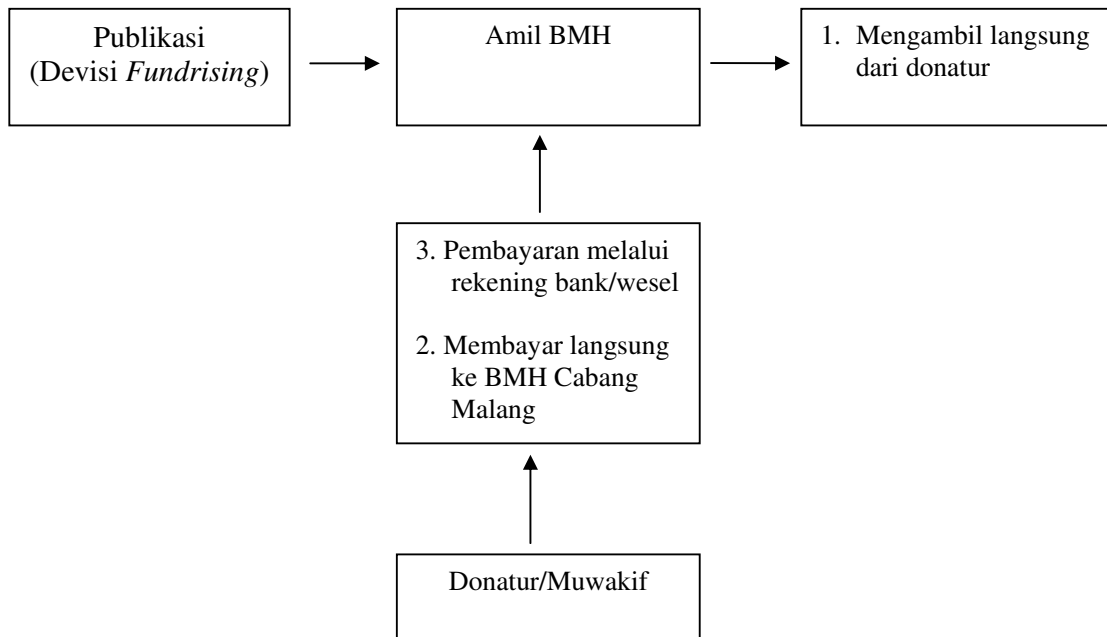 Publikasi
(Devisi Fundrising)
Amil BMH
1. Mengambil langsung
dari donatur
3. Pembayaran melalui
rekening bank/wesel
2. Membayar langsung
ke BMH Cabang
Malang
Donatur/Muwakif